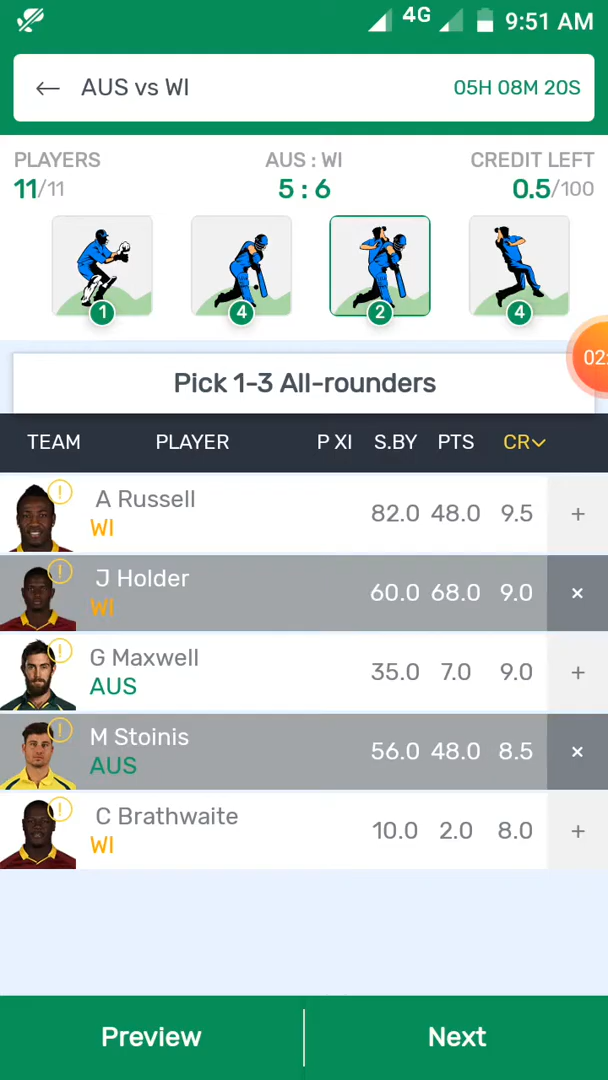 4G 9:51 AM
← AUS vs WI 05H 08M 20S
PLAYERS AUS : WI CREDIT LEFT
11/11 5 : 6 0.5/100
1 4 2 4
02:
Pick 1-3 All-rounders
TEAM PLAYER P XI S.BY PTS CR
! A Russell 82.0 48.0 9.5 +
WI
! J Holder 60.0 68.0 9.0 ×
WI
! G Maxwell 35.0 7.0 9.0 +
AUS
! M Stoinis 56.0 48.0 8.5 ×
AUS
! C Brathwaite 10.0 2.0 8.0 +
WI
Preview Next